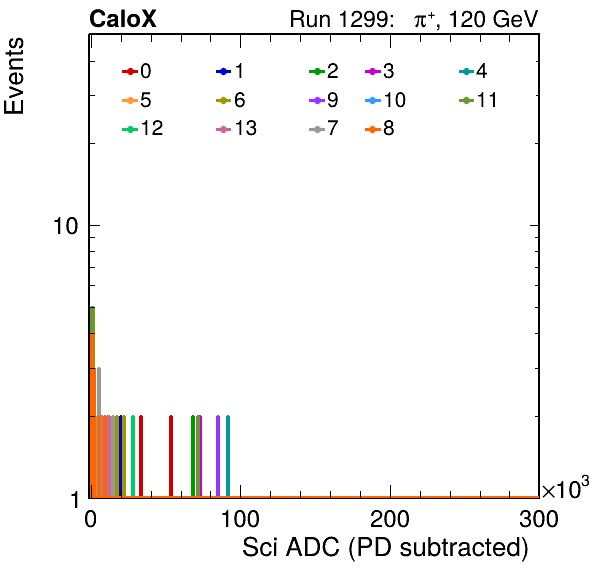 CaloX Run 1299: π⁺, 120 GeV
Events
0 1 2 3 4
5 6 9 10 11
12 13 7 8
10
1
0 100 200 300
×10³
Sci ADC (PD subtracted)